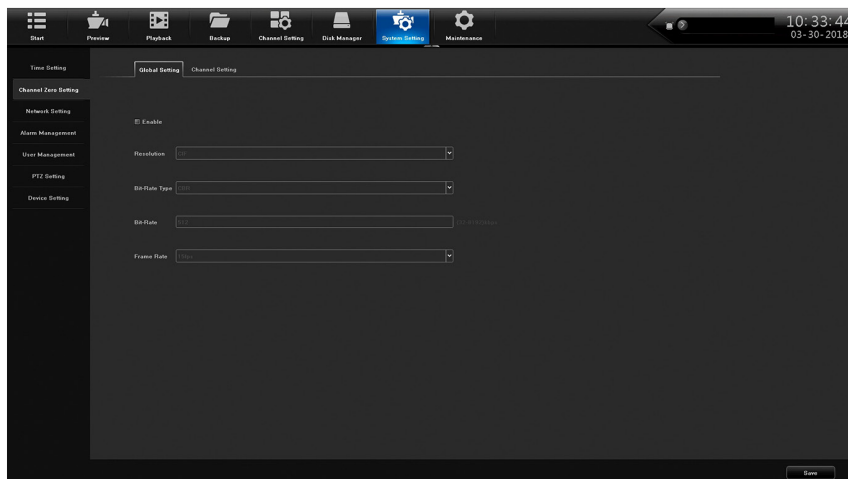 Start
Preview
Playback
Backup
Channel Setting
Disk Manager
System Setting
Maintenance
10:33:44
03-30-2018
Time Setting
Channel Zero Setting
Network Setting
Alarm Management
User Management
PTZ Setting
Device Setting
Global Setting
Channel Setting
Enable
Resolution
Bit-Rate Type
Bit-Rate
Frame Rate
Save